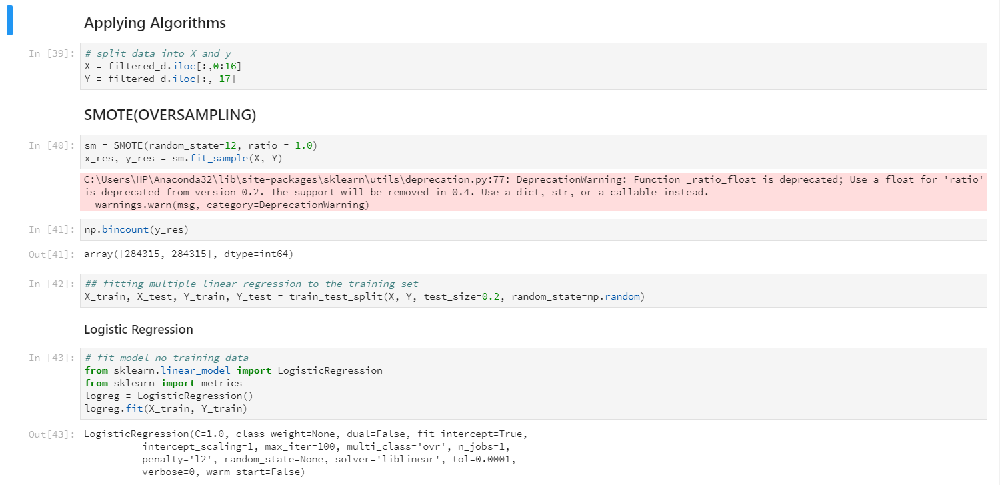 Applying Algorithms
In [39]:
# split data into X and y
X = filtered_d.iloc[:,0:16]
Y = filtered_d.iloc[:, 17]
SMOTE(OVERSAMPLING)
In [40]:
sm = SMOTE(random_state=12, ratio = 1.0)
x_res, y_res = sm.fit_sample(X, Y)
C:\Users\HP\Anaconda32\lib\site-packages\sklearn\utils\deprecation.py:77: DeprecationWarning: Function _ratio_float is deprecated; Use a float for 'ratio'
is deprecated from version 0.2. The support will be removed in 0.4. Use a dict, str, or a callable instead.
  warnings.warn(msg, category=DeprecationWarning)
In [41]:
np.bincount(y_res)
Out[41]:
array([284315, 284315], dtype=int64)
In [42]:
## fitting multiple linear regression to the training set
X_train, X_test, Y_train, Y_test = train_test_split(X, Y, test_size=0.2, random_state=np.random)
Logistic Regression
In [43]:
# fit model no training data
from sklearn.linear_model import LogisticRegression
from sklearn import metrics
logreg = LogisticRegression()
logreg.fit(X_train, Y_train)
Out[43]:
LogisticRegression(C=1.0, class_weight=None, dual=False, fit_intercept=True,
          intercept_scaling=1, max_iter=100, multi_class='ovr', n_jobs=1,
          penalty='l2', random_state=None, solver='liblinear', tol=0.0001,
          verbose=0, warm_start=False)